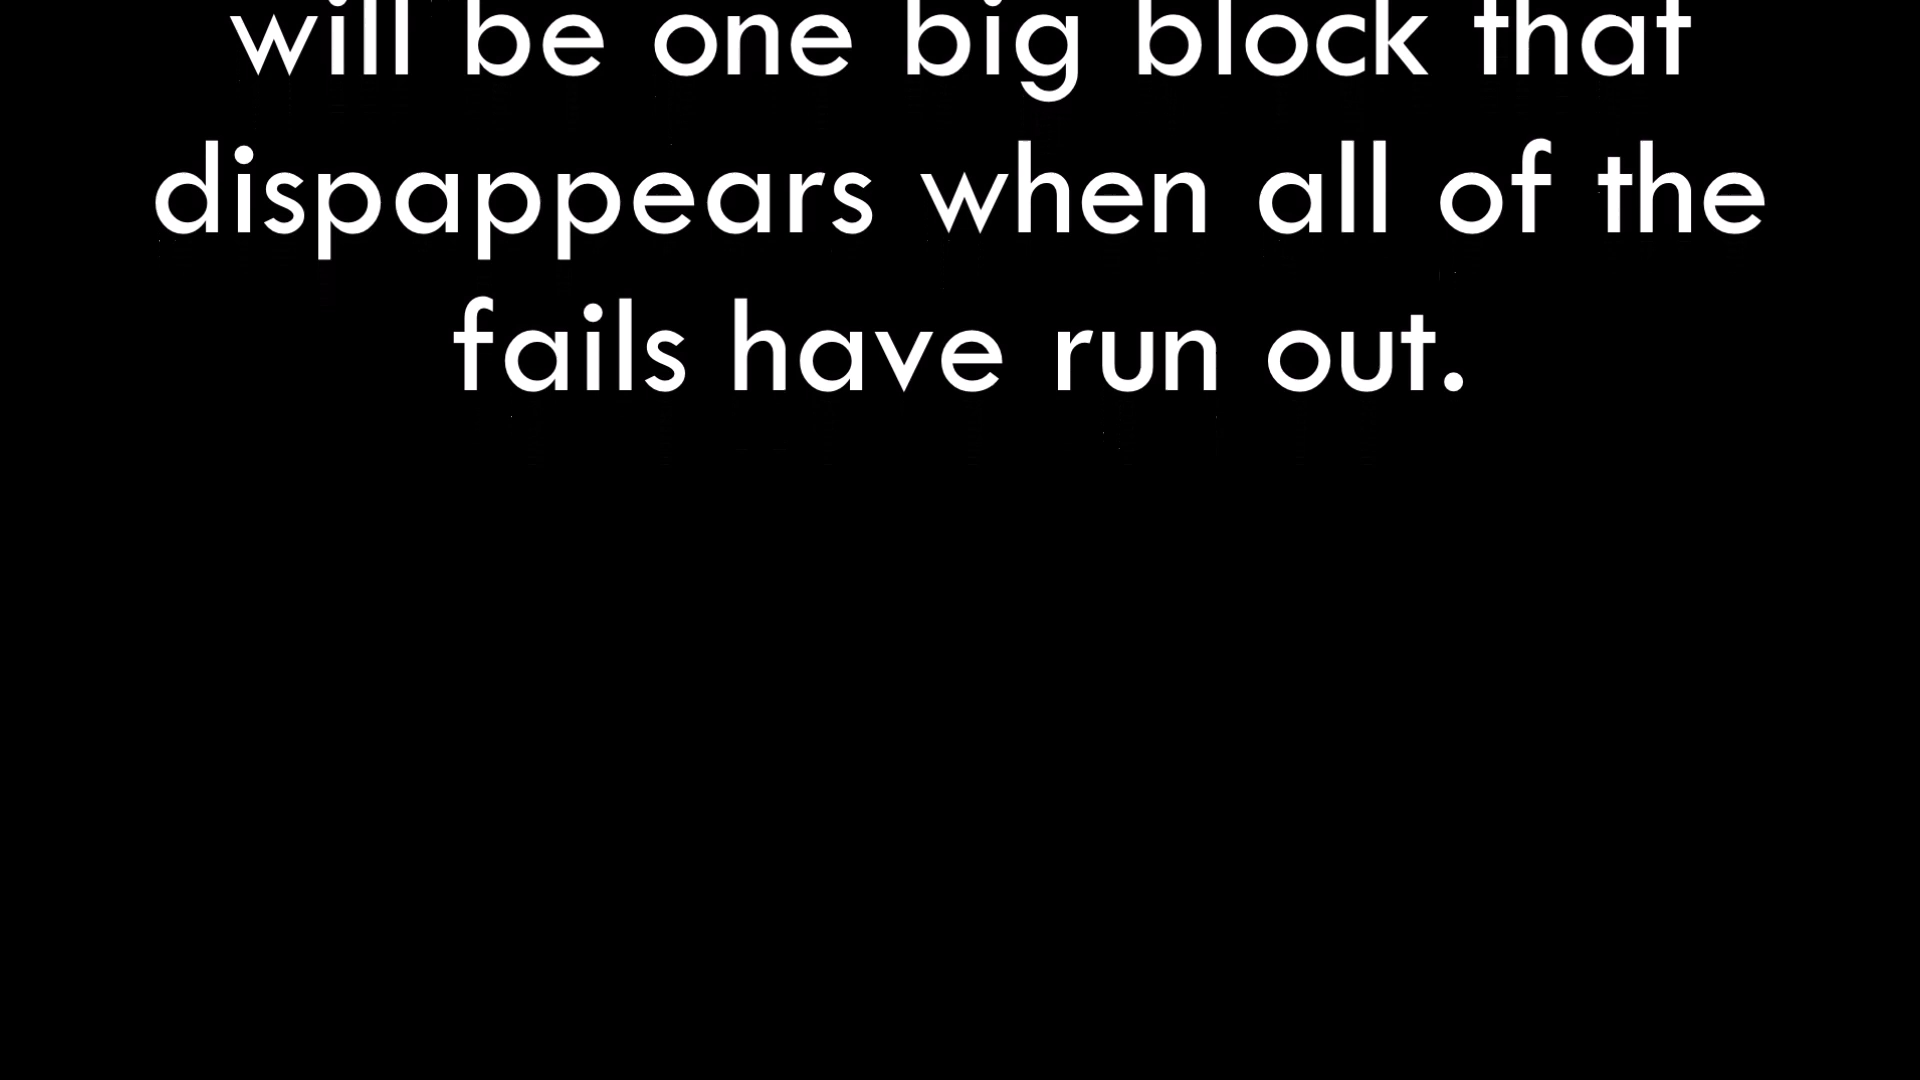 will be one big block that
dispappears when all of the
fails have run out.